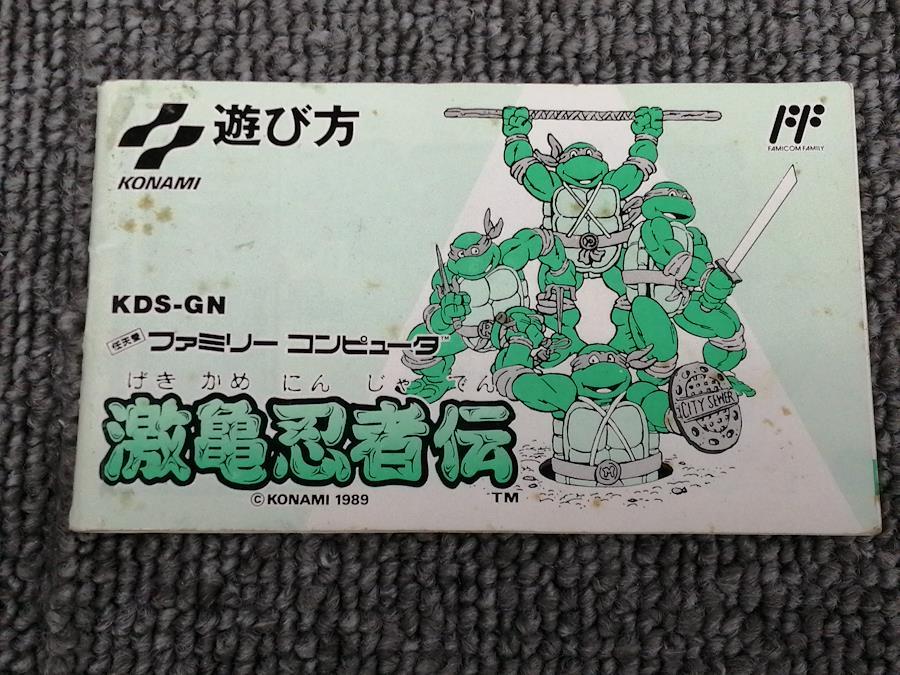 遊び方
KONAMI
FAMICOM FAMILY
KDS-GN
任天堂 ファミリー コンピュータ™
げき かめ にん じゃ でん
激亀忍者伝
© KONAMI 1989
TM
CITY SEWER